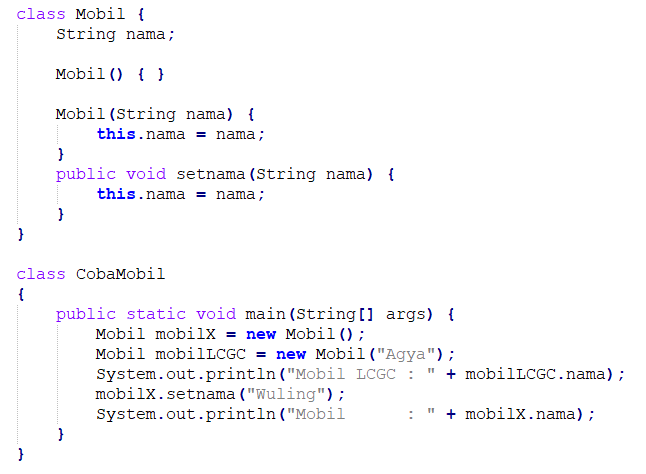 class Mobil {
    String nama;

    Mobil() { }

    Mobil(String nama) {
        this.nama = nama;
    }
    public void setnama(String nama) {
        this.nama = nama;
    }
}

class CobaMobil
{
    public static void main(String[] args) {
        Mobil mobilX = new Mobil();
        Mobil mobilLCGC = new Mobil("Agya");
        System.out.println("Mobil LCGC : " + mobilLCGC.nama);
        mobilX.setnama("Wuling");
        System.out.println("Mobil      : " + mobilX.nama);
    }
}